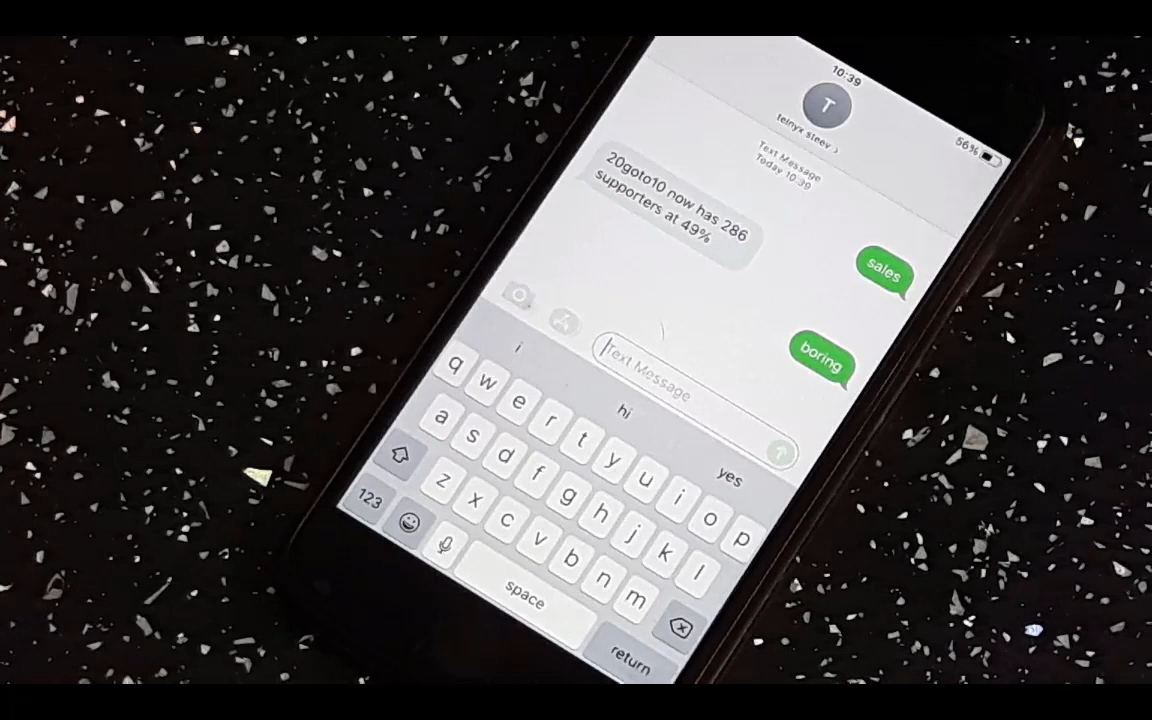 10:39
56%
T
telnyx steev ›
Text Message
Today 10:39
sales
20goto10 now has 286
supporters at 49%
boring
Text Message
i hi yes
q w e r t y u i o p
a s d f g h j k l
z x c v b n m
123 space return